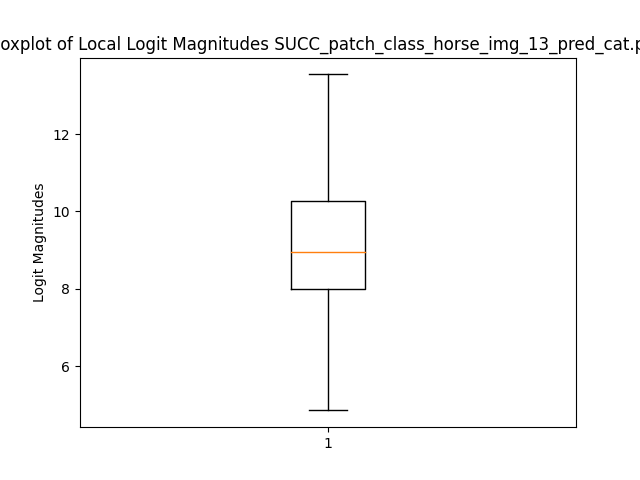 oxplot of Local Logit Magnitudes SUCC_patch_class_horse_img_13_pred_cat.p
Logit Magnitudes
12
10
8
6
1